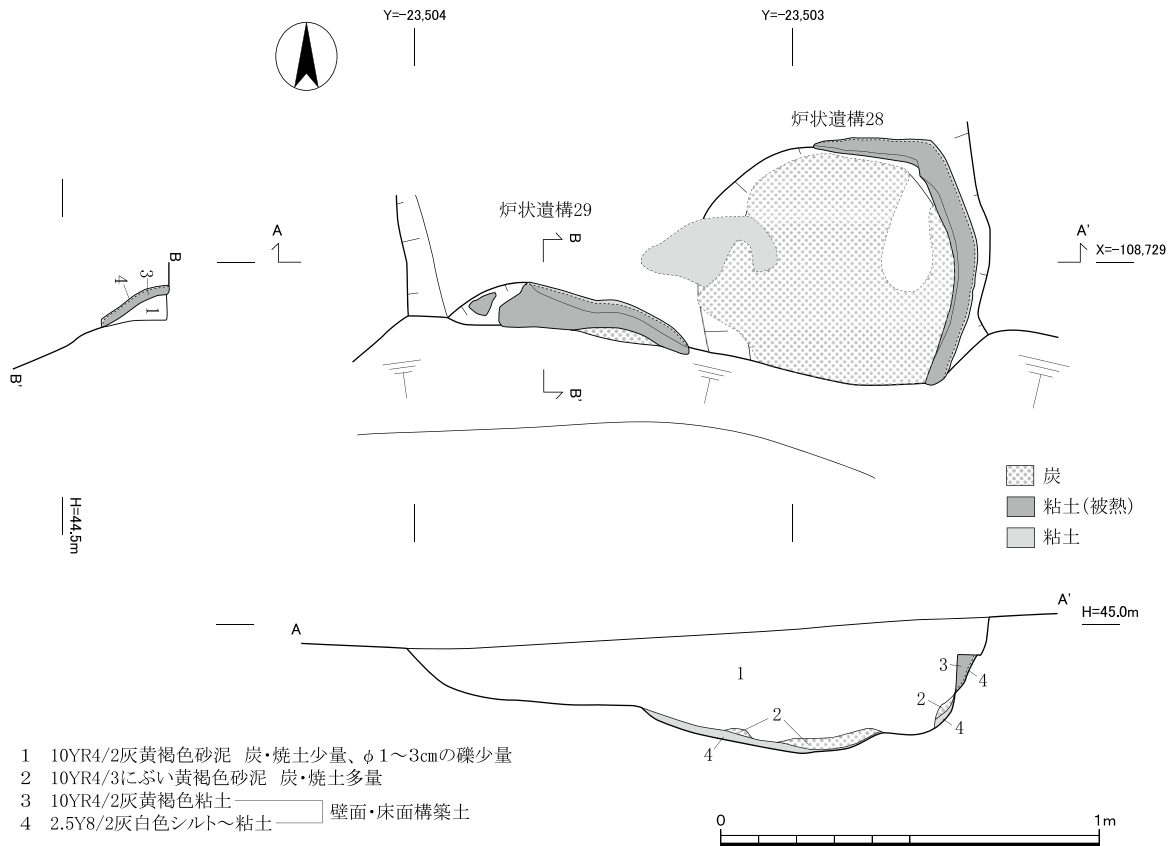 Y=-23,504
Y=-23,503
炉状遺構28
炉状遺構29
A
B
A'
X=-108,729
B
3
4
1
B'
B'
炭
粘土(被熱)
粘土
H=44.5m
A
A'
H=45.0m
1
3
4
2
2
4
4
1 10YR4/2灰黄褐色砂泥 炭・焼土少量、φ1～3㎝の礫少量
2 10YR4/3にぶい黄褐色砂泥 炭・焼土多量
3 10YR4/2灰黄褐色粘土
4 2.5Y8/2灰白色シルト～粘土
壁面・床面構築土
0
1m